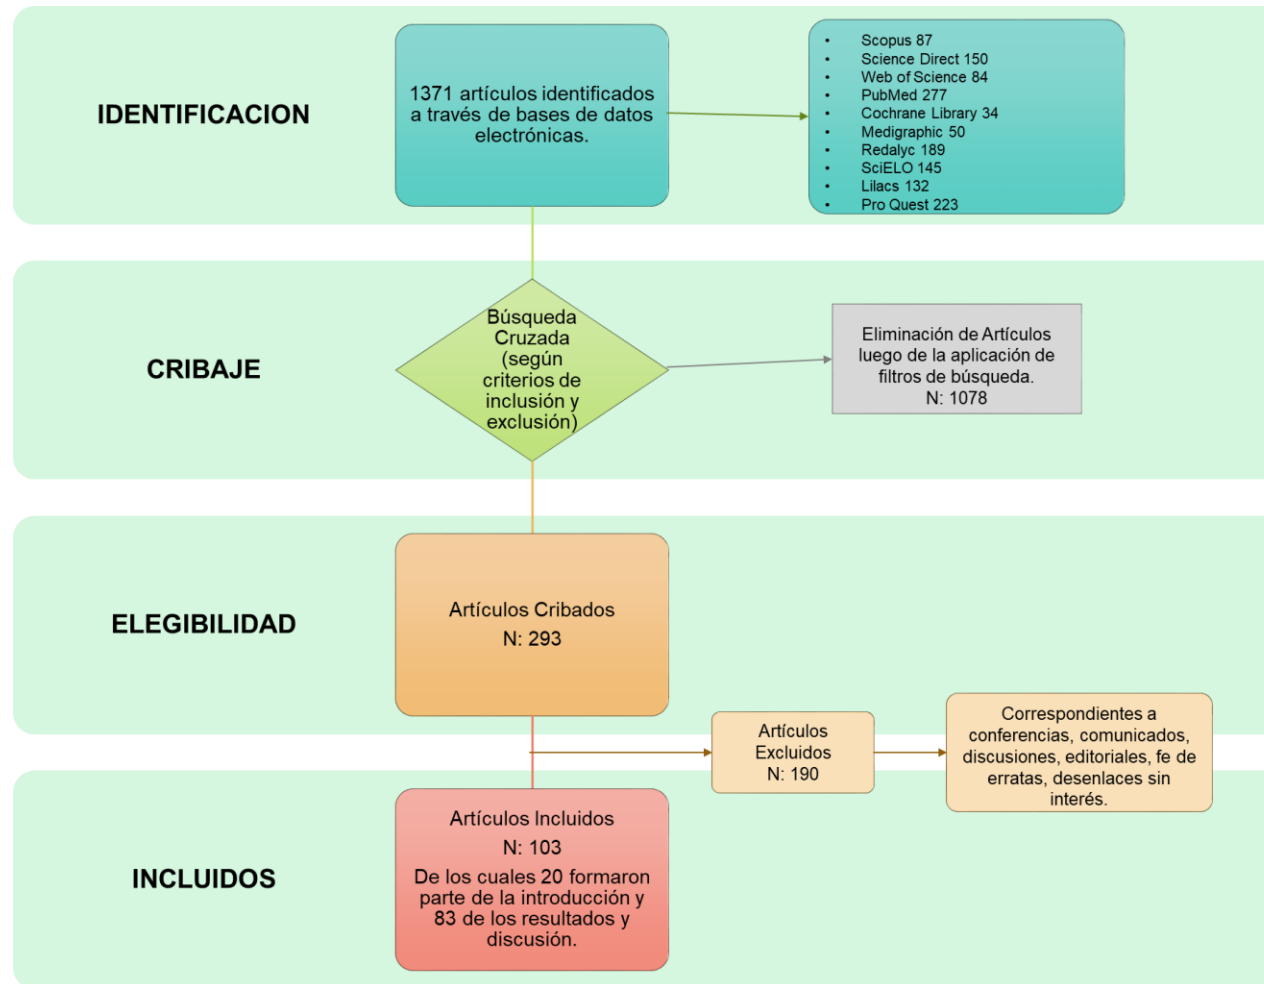 IDENTIFICACION
1371 artículos identificados
a través de bases de datos
electrónicas.
• Scopus 87
• Science Direct 150
• Web of Science 84
• PubMed 277
• Cochrane Library 34
• Medigraphic 50
• Redalyc 189
• SciELO 145
• Lilacs 132
• Pro Quest 223
CRIBAJE
Búsqueda
Cruzada
(según
criterios de
inclusión y
exclusión)
Eliminación de Artículos
luego de la aplicación de
filtros de búsqueda.
N: 1078
ELEGIBILIDAD
Artículos Cribados
N: 293
Artículos
Excluidos
N: 190
Correspondientes a
conferencias, comunicados,
discusiones, editoriales, fe de
erratas, desenlaces sin
interés.
INCLUIDOS
Artículos Incluidos
N: 103
De los cuales 20 formaron
parte de la introducción y
83 de los resultados y
discusión.